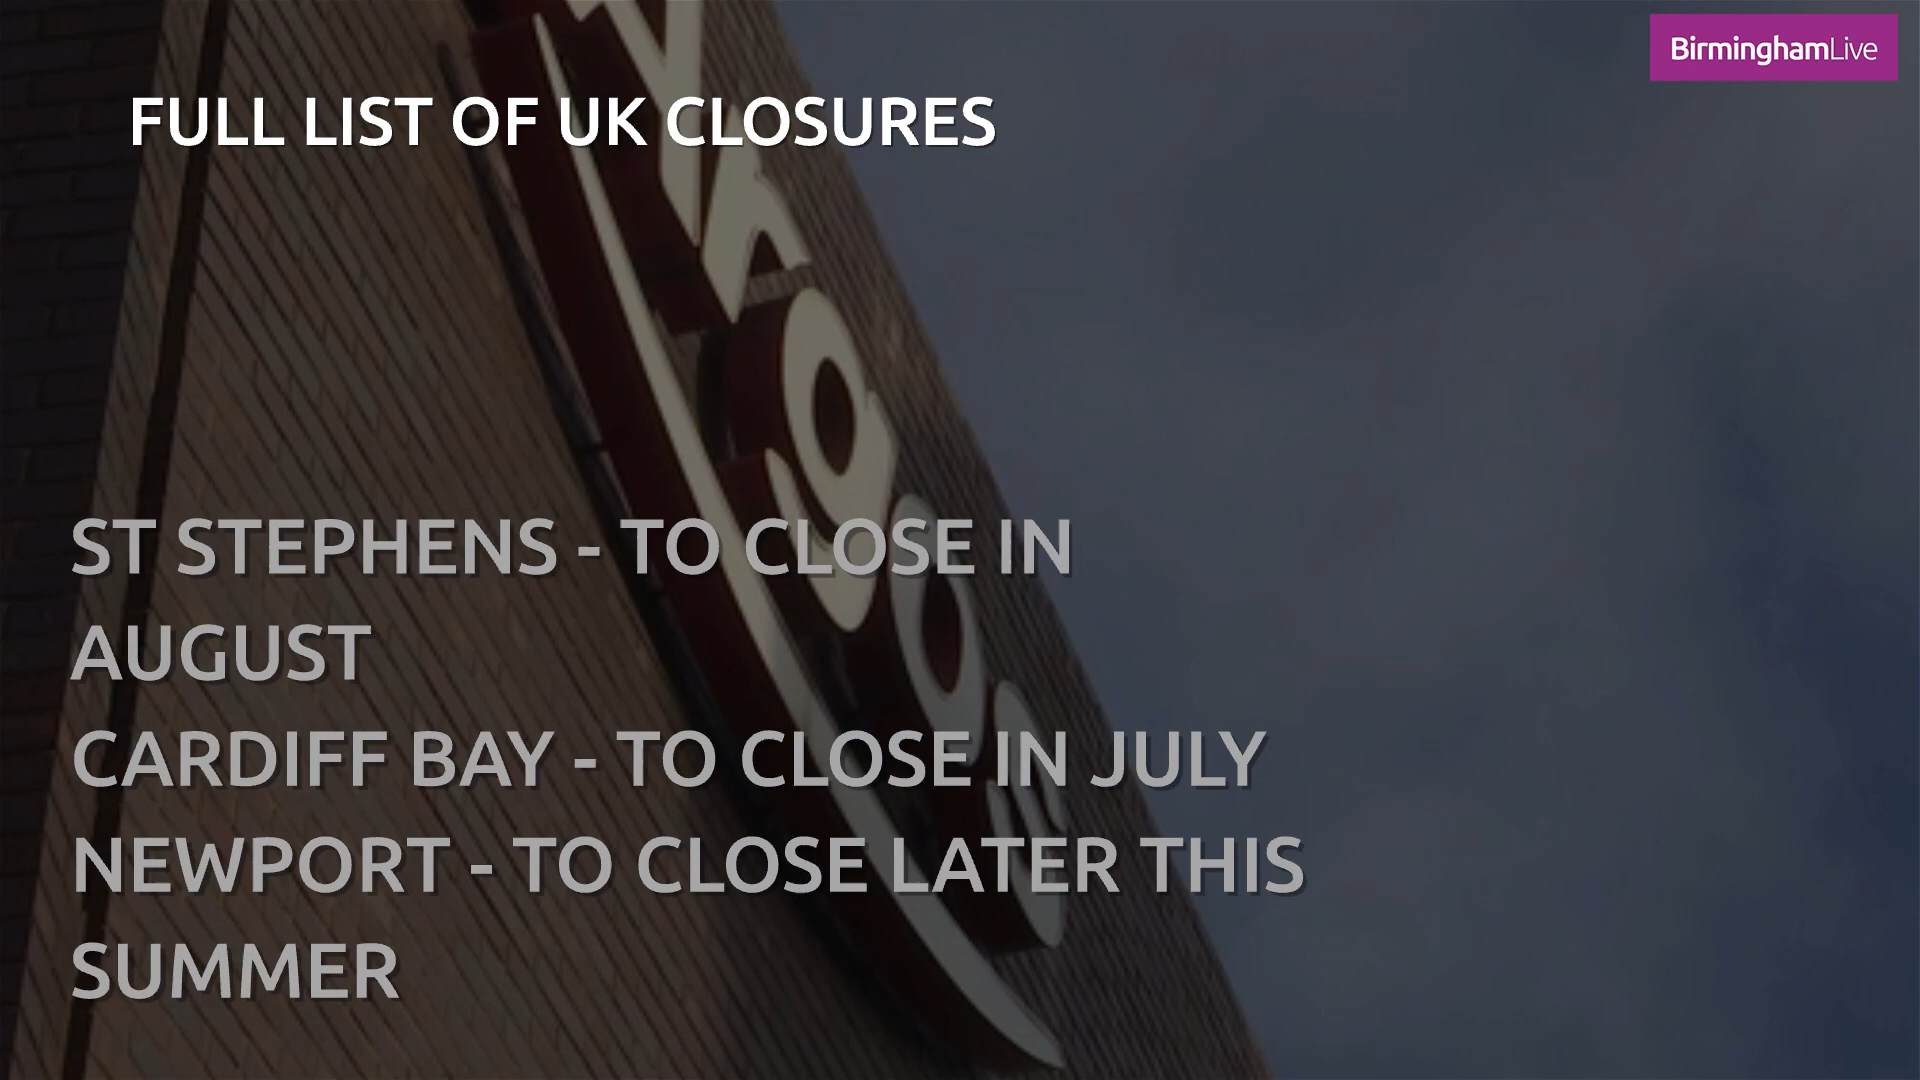 BirminghamLive
FULL LIST OF UK CLOSURES
ST STEPHENS - TO CLOSE IN
AUGUST
CARDIFF BAY - TO CLOSE IN JULY
NEWPORT - TO CLOSE LATER THIS
SUMMER